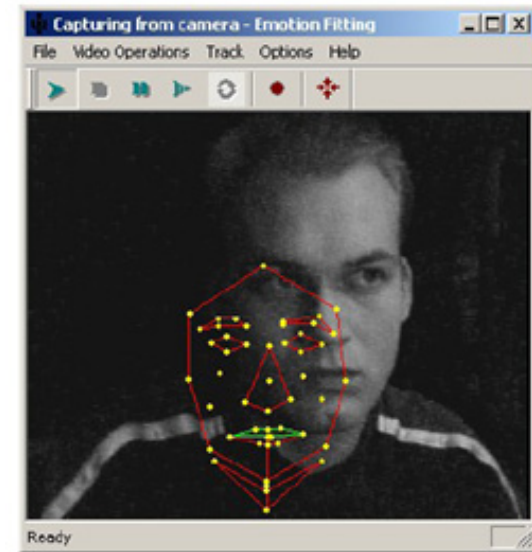 Capturing from camera - Emotion Fitting
File Video Operations Track Options Help
Ready